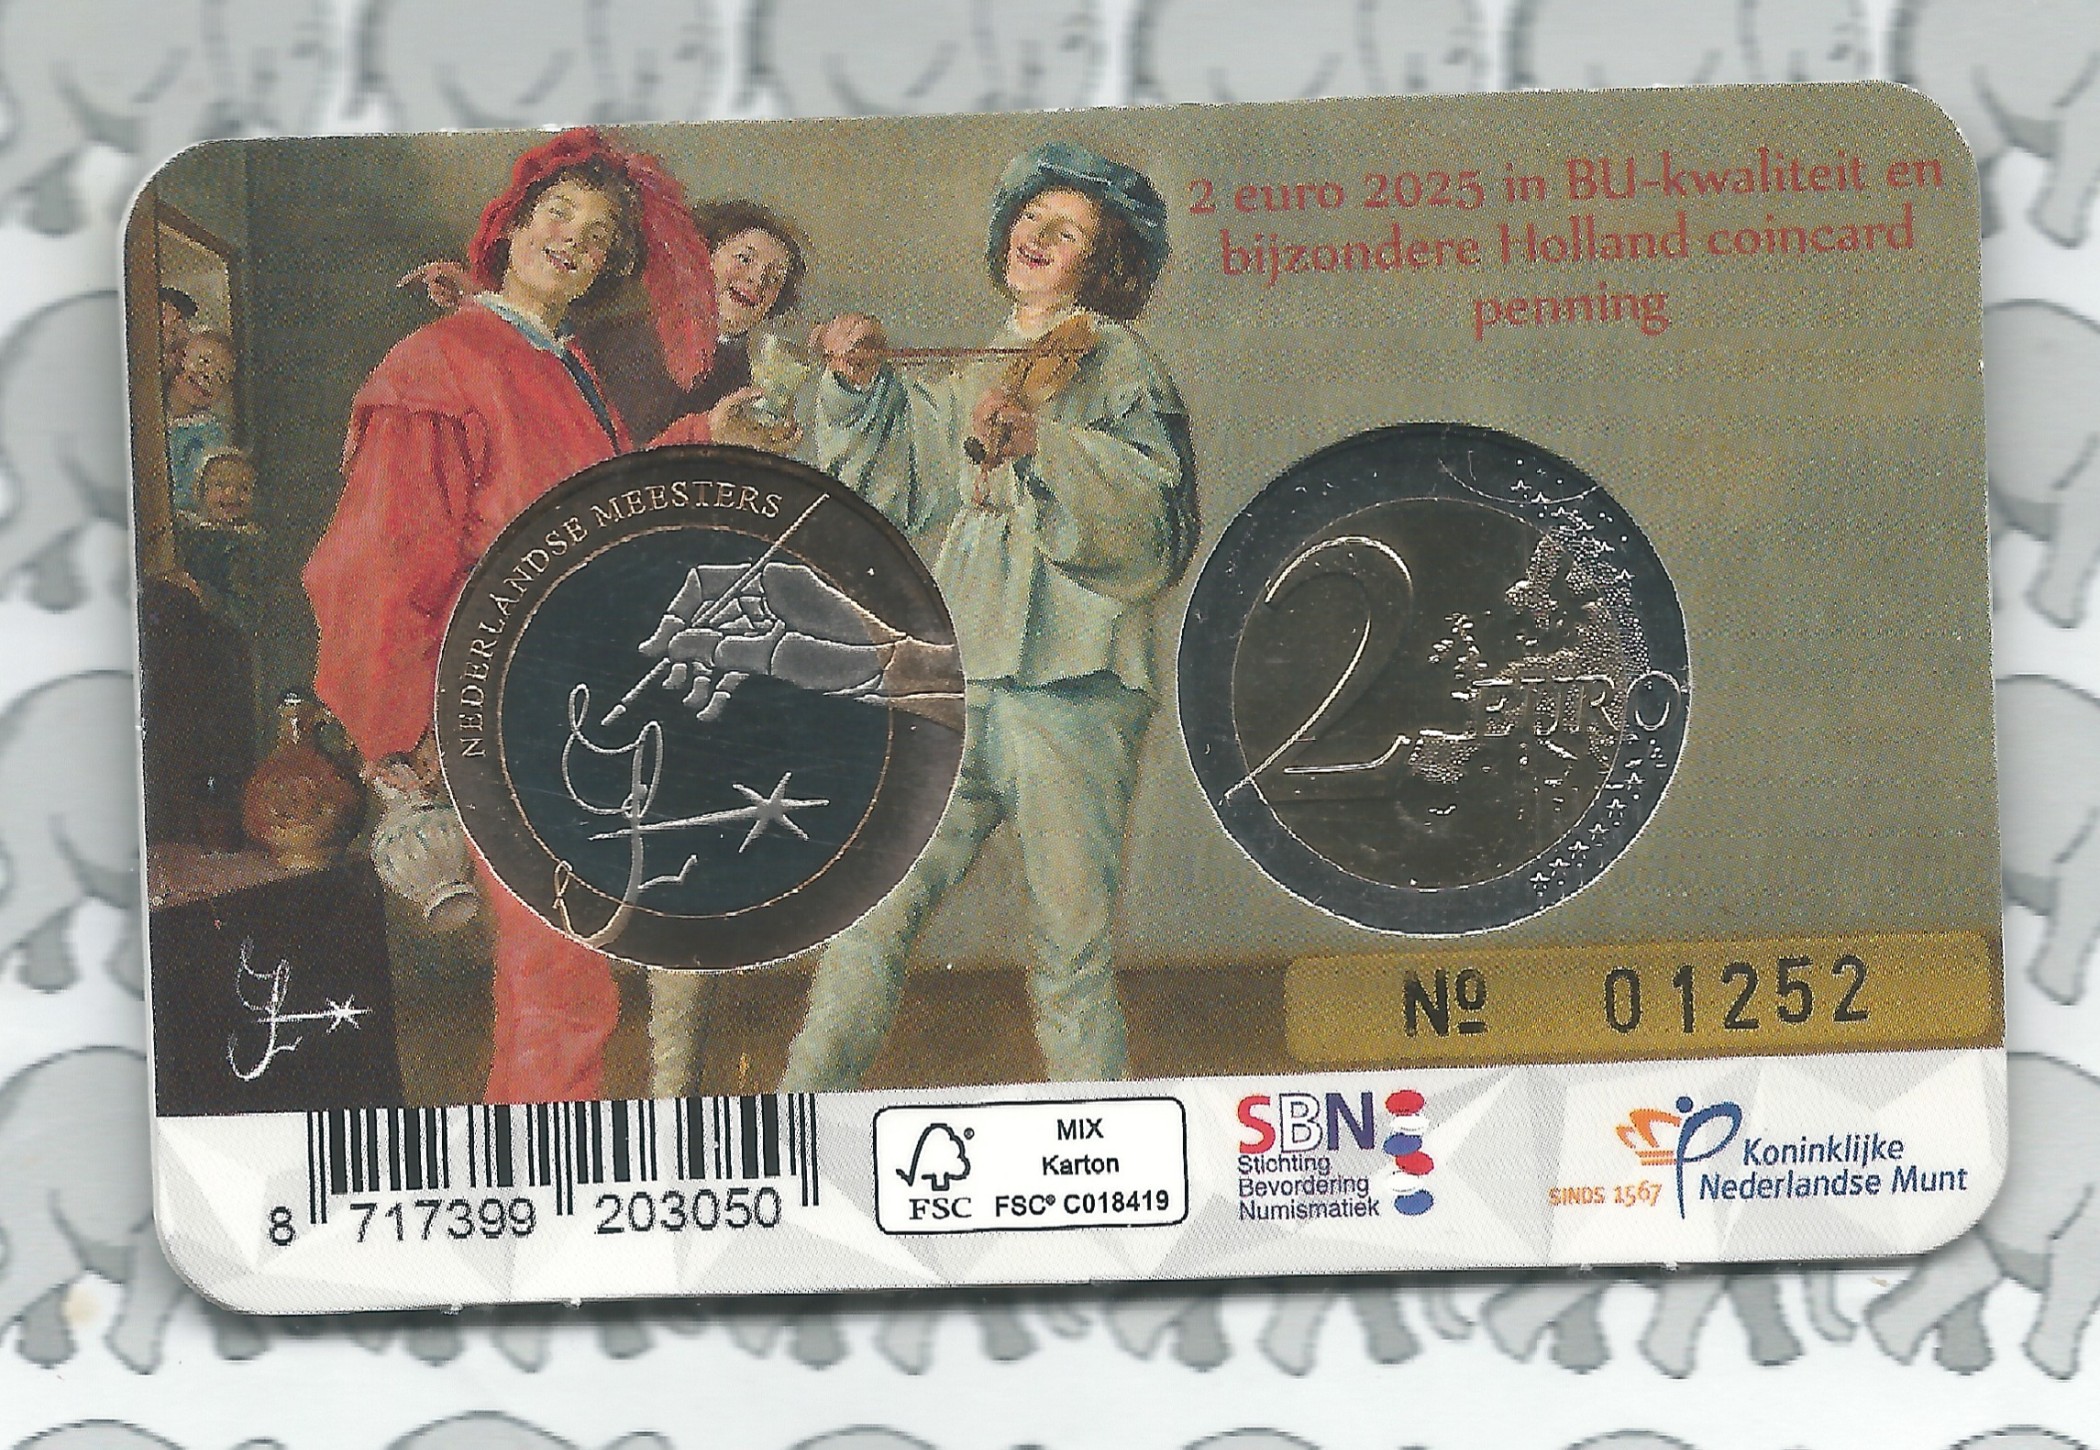 2 euro 2025 in BU-kwaliteit en
bijzondere Holland coincard
penning
NEDERLANDSE MEESTERS
2 EURO
Nº 01252
8 717399 203050
FSC
MIX
Karton
FSC® C018419
SBN
Stichting
Bevordering
Numismatiek
SINDS 1567
Koninklijke
Nederlandse Munt